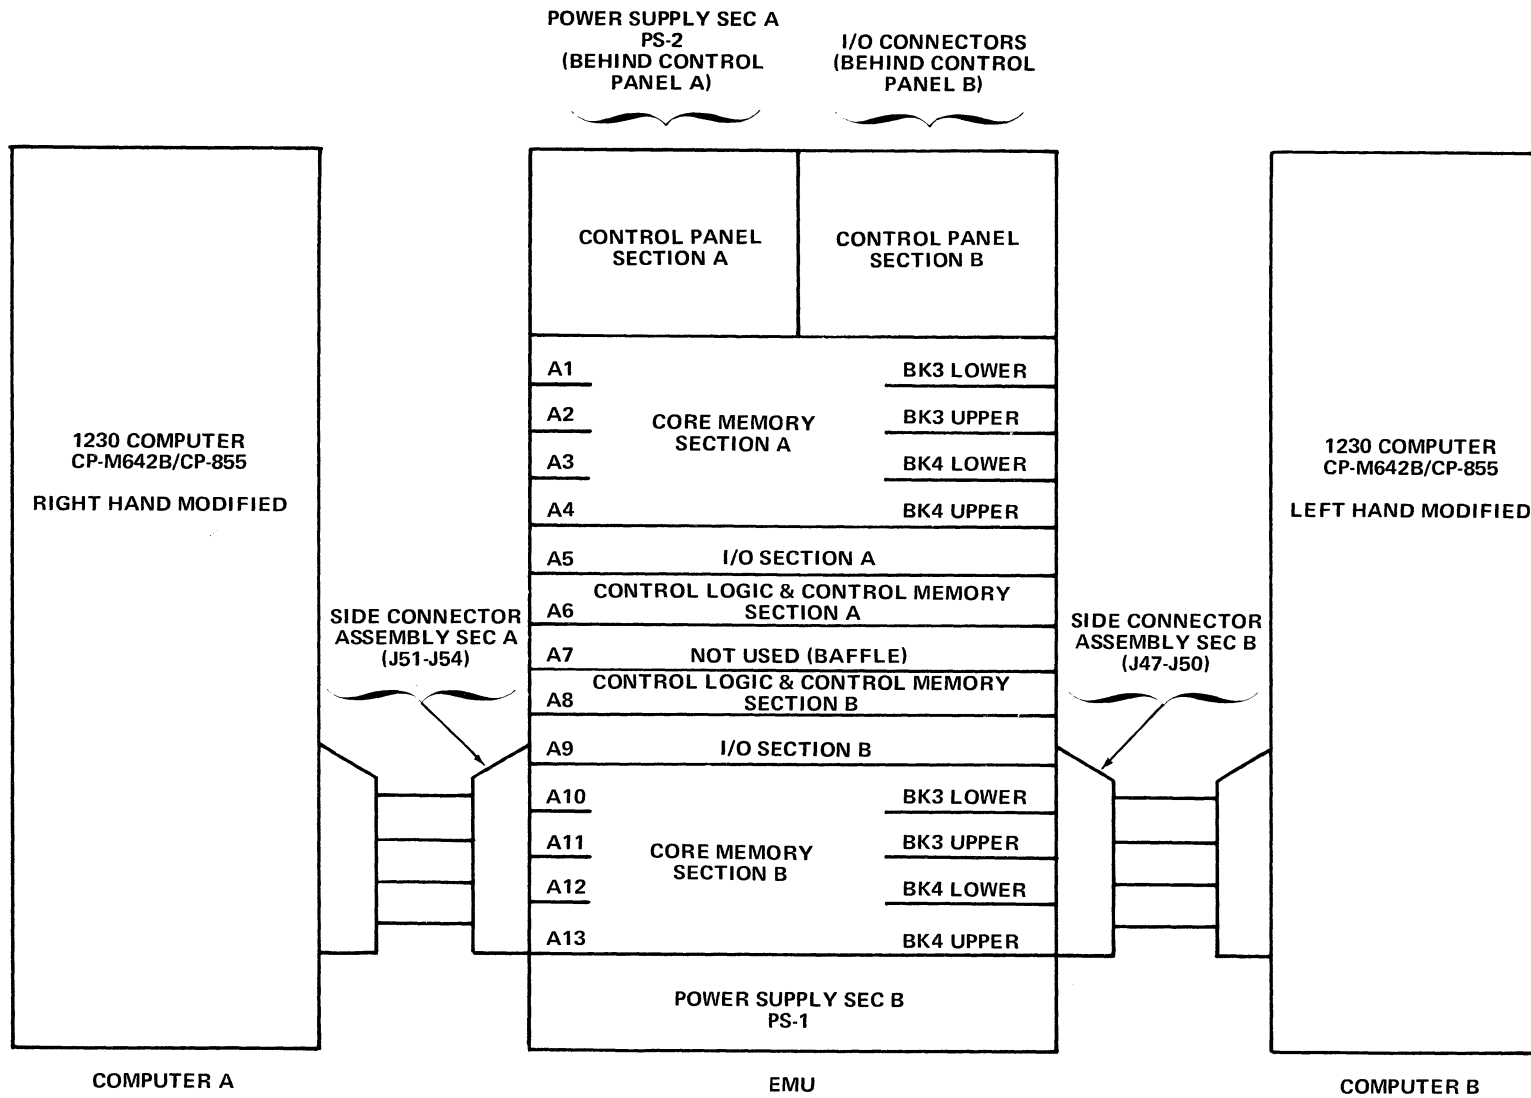 POWER SUPPLY SEC A
PS-2
(BEHIND CONTROL
PANEL A)
I/O CONNECTORS
(BEHIND CONTROL
PANEL B)
CONTROL PANEL
SECTION A
CONTROL PANEL
SECTION B
A1
BK3 LOWER
A2
BK3 UPPER
CORE MEMORY
SECTION A
A3
BK4 LOWER
A4
BK4 UPPER
A5
I/O SECTION A
CONTROL LOGIC & CONTROL MEMORY
SECTION A
A6
A7
NOT USED (BAFFLE)
CONTROL LOGIC & CONTROL MEMORY
SECTION B
A8
A9
I/O SECTION B
A10
BK3 LOWER
A11
BK3 UPPER
CORE MEMORY
SECTION B
A12
BK4 LOWER
A13
BK4 UPPER
POWER SUPPLY SEC B
PS-1
1230 COMPUTER
CP-M642B/CP-855
RIGHT HAND MODIFIED
SIDE CONNECTOR
ASSEMBLY SEC A
(J51-J54)
SIDE CONNECTOR
ASSEMBLY SEC B
(J47-J50)
1230 COMPUTER
CP-M642B/CP-855
LEFT HAND MODIFIED
COMPUTER A
EMU
COMPUTER B